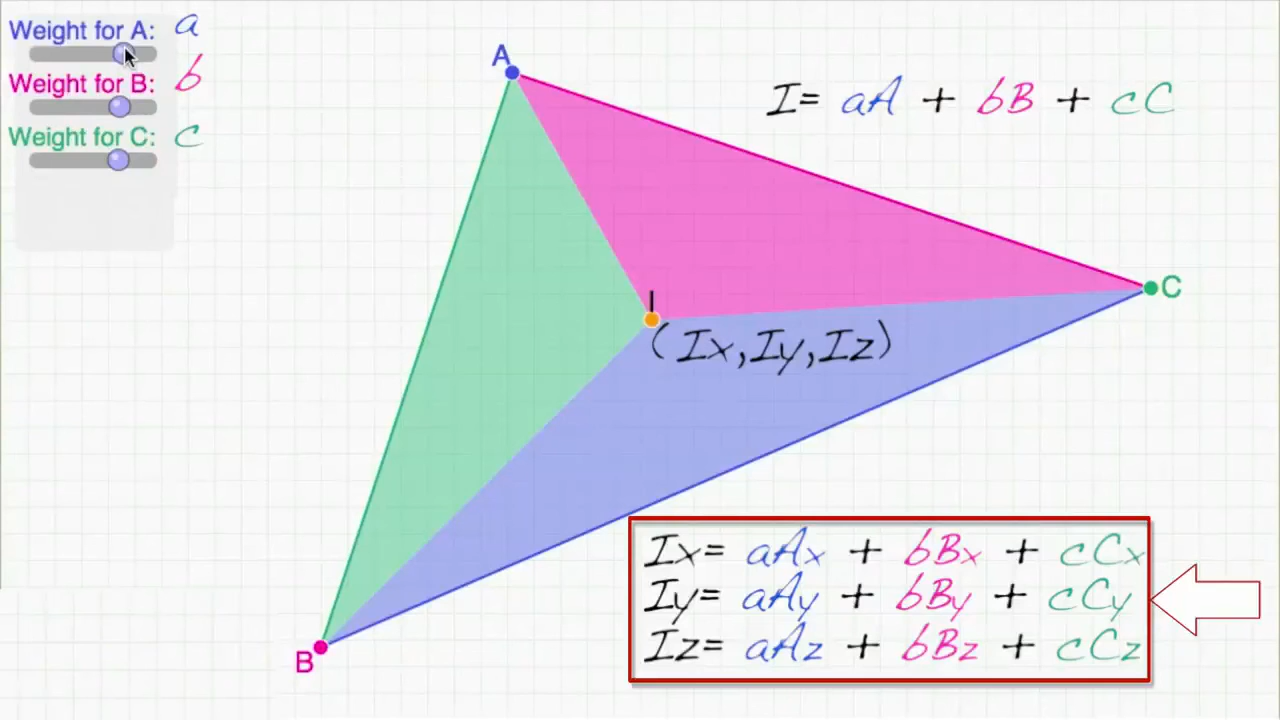 Weight for A: a
Weight for B: b
Weight for C: c
A
I= aA + bB + cC
C
I
(Ix,Iy,Iz)
Ix= aAx + bBx + cCx
Iy= aAy + bBy + cCy
Iz= aAz + bBz + cCz
B